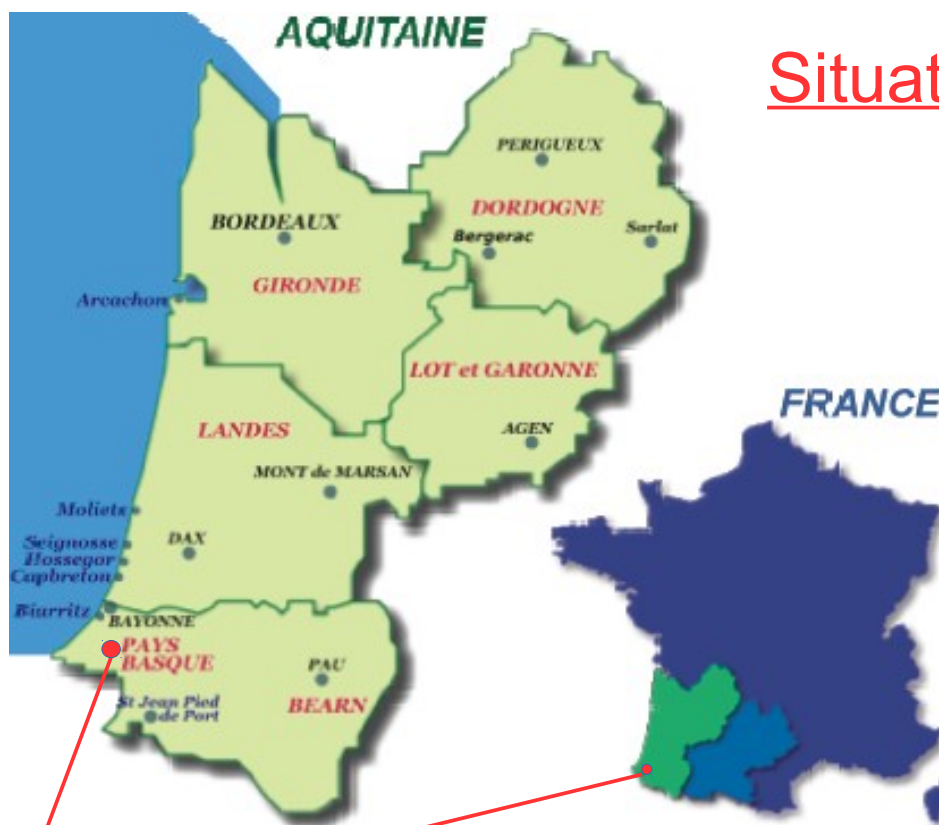 AQUITAINE
Situat
PERIGUEUX
DORDOGNE
BORDEAUX
Bergerac
Sarlat
GIRONDE
Arcachon
LOT et GARONNE
FRANCE
LANDES
AGEN
MONT de MARSAN
Moliets
DAX
Seignosse
Hossegor
Capbreton
Biarritz
BAYONNE
PAYS
BASQUE
PAU
BEARN
St Jean Pied
de Port